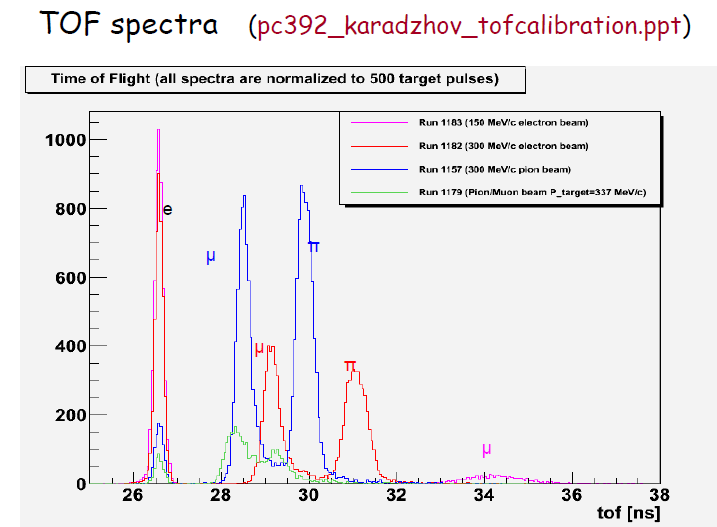 TOF spectra (pc392_karadzhov_tofcalibration.ppt)
Time of Flight (all spectra are normalized to 500 target pulses)
Run 1183 (150 MeV/c electron beam)
Run 1182 (300 MeV/c electron beam)
Run 1157 (300 MeV/c pion beam)
Run 1179 (Pion/Muon beam P_target=337 MeV/c)
1000
800
600
400
200
0
e
μ
π
μ
π
μ
26 28 30 32 34 36 38
tof [ns]